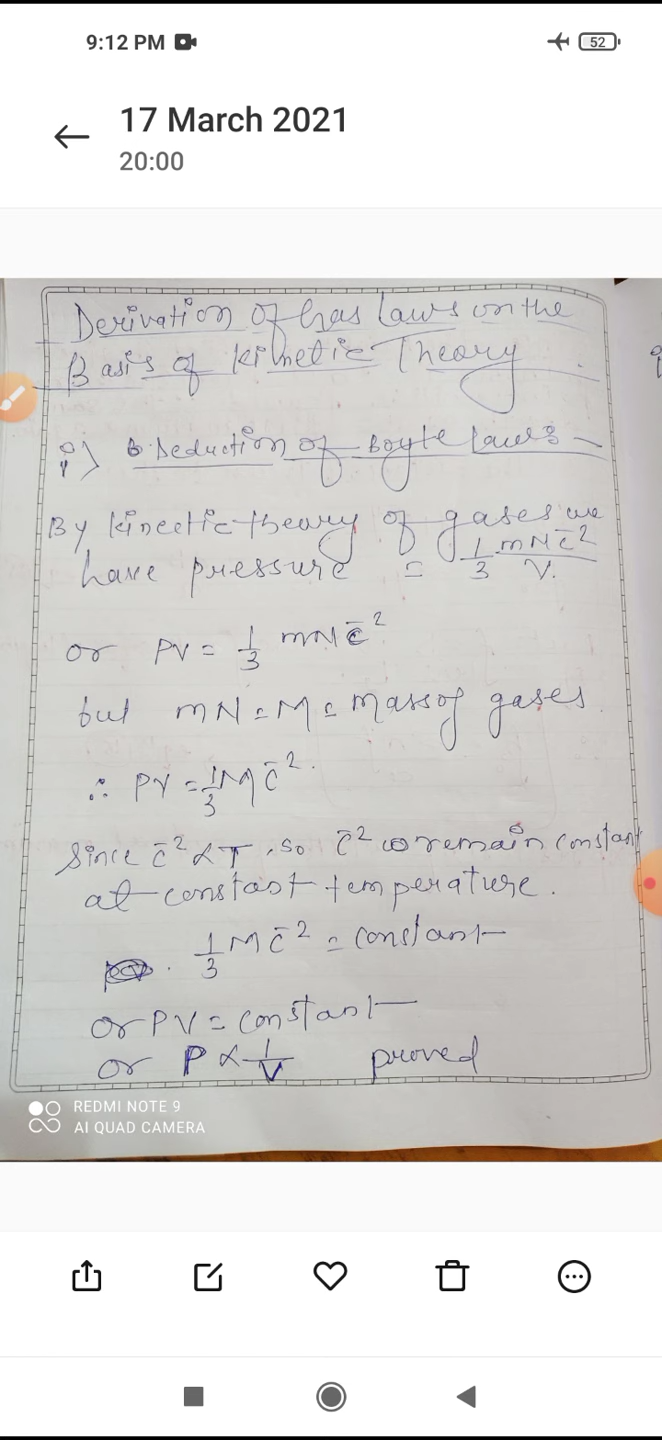 9:12 PM
52
17 March 2021
20:00
Derivation of Gas Laws on the
Basis of Kinetic Theory
i) Deduction of Boyle Laws –
By Kinectic theory of gases we
have pressure = 1/3 mNc̄²/V.
or PV = 1/3 mNc̄²
but mN = M = Mass of gases
∴ PV = 1/3 Mc̄².
Since c̄² ∝ T, so c̄² remain constant
at constant temperature.
1/3 Mc̄² = constant
or PV = constant
or P ∝ 1/V proved
REDMI NOTE 9
AI QUAD CAMERA